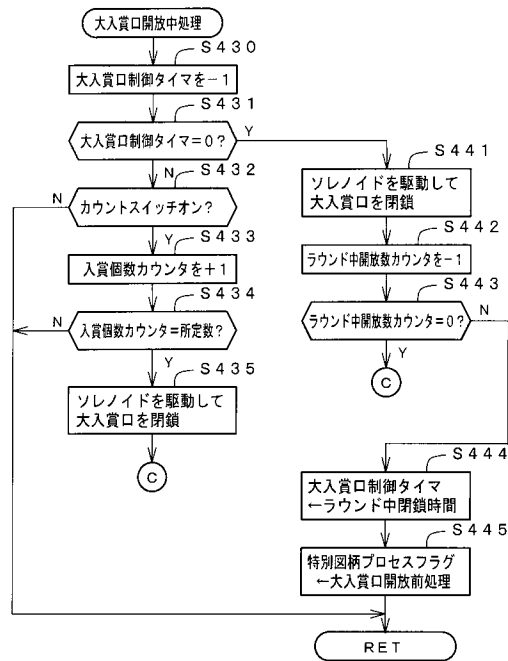 大入賞口開放中処理
S430
大入賞口制御タイマを－1
S431
大入賞口制御タイマ＝0？
Y
N
S432
カウントスイッチオン？
N
Y
S433
入賞個数カウンタを＋1
S434
入賞個数カウンタ＝所定数？
N
Y
S435
ソレノイドを駆動して
大入賞口を閉鎖
C
S441
ソレノイドを駆動して
大入賞口を閉鎖
S442
ラウンド中開放数カウンタを－1
S443
ラウンド中開放数カウンタ＝0？
N
Y
C
S444
大入賞口制御タイマ
←ラウンド中閉鎖時間
S445
特別図柄プロセスフラグ
←大入賞口開放前処理
RET